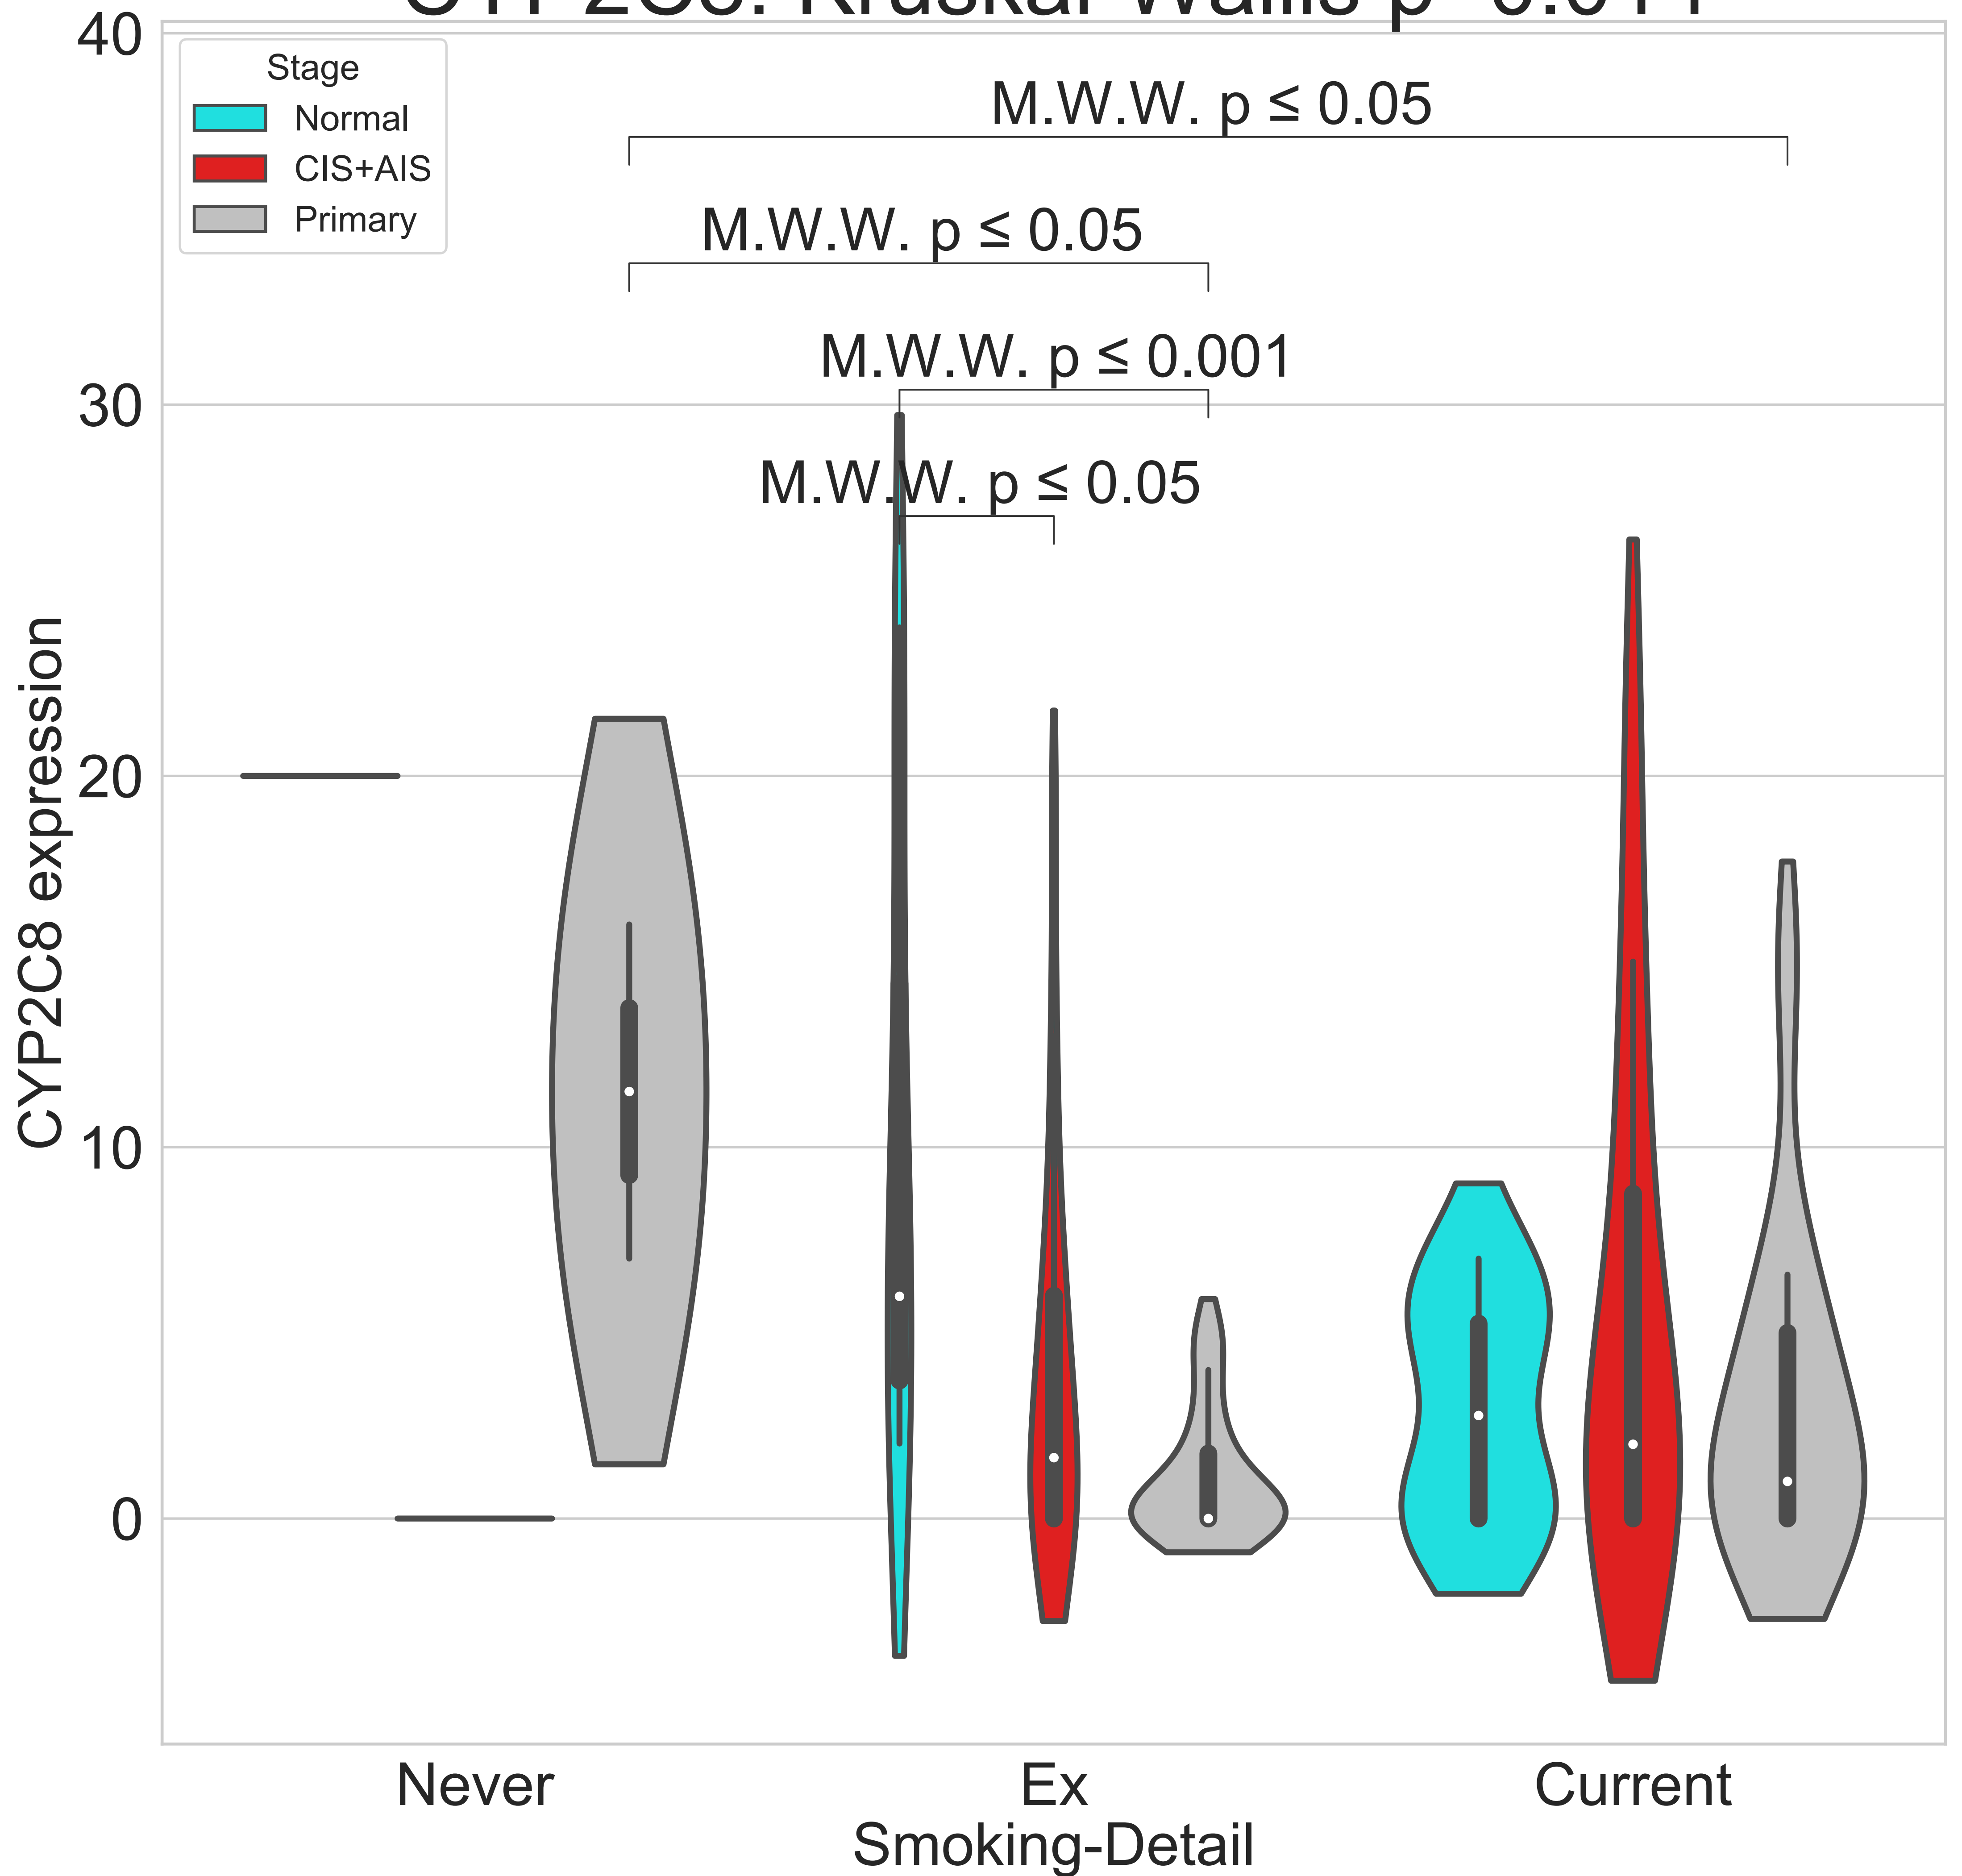 40
Stage
Normal
CIS+AIS
Primary
M.W.W. p ≤ 0.05
M.W.W. p ≤ 0.05
M.W.W. p ≤ 0.001
M.W.W. p ≤ 0.05
30
20
10
0
CYP2C8 expression
Never
Ex
Current
Smoking-Detail